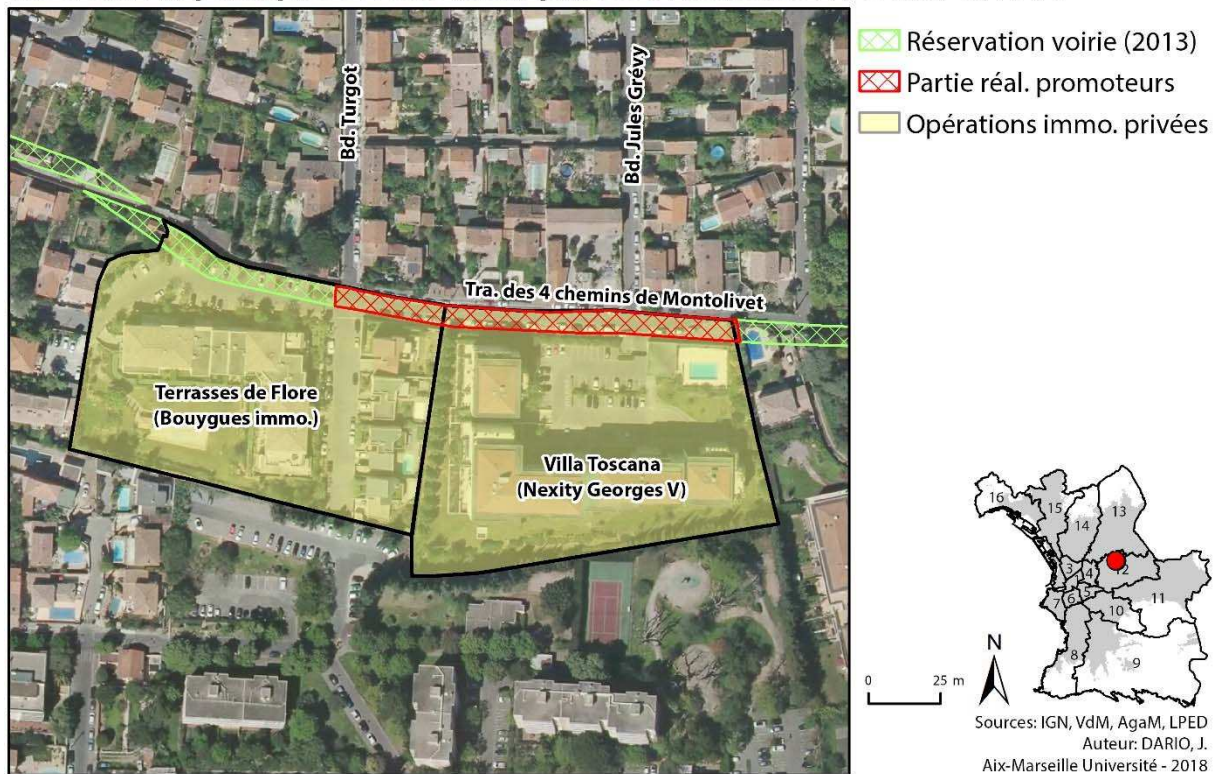 Réservation voirie (2013)
Partie réal. promoteurs
Opérations immo. privées
Bd. Turgot
Bd. Jules Grévy
Tra. des 4 chemins de Montolivet
Terrasses de Flore
(Bouygues immo.)
Villa Toscana
(Nexity Georges V)
16
15
14
13
3
4
12
7
6
5
11
10
8
9
N
0 25 m
Sources: IGN, VdM, AgaM, LPED
Auteur: DARIO, J.
Aix-Marseille Université - 2018